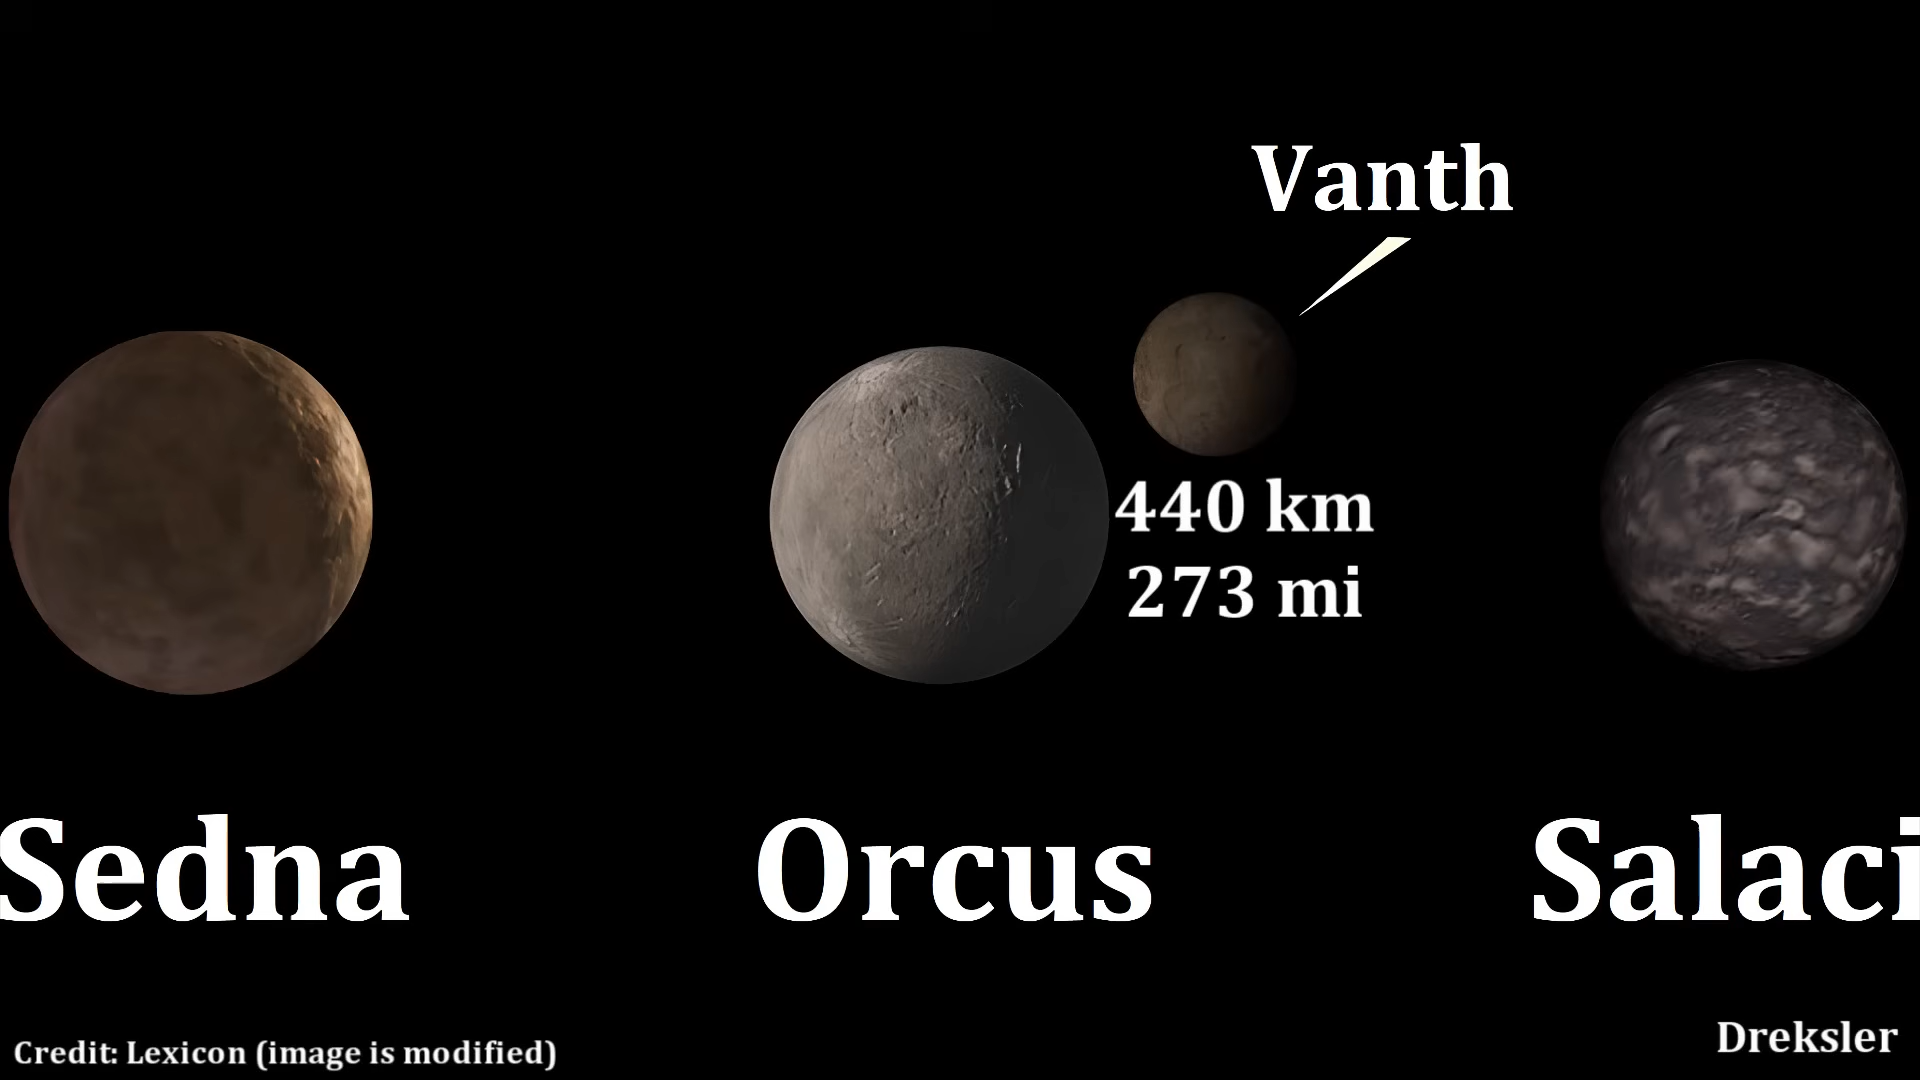 Vanth
440 km
273 mi
Sedna
Orcus
Salaci
Credit: Lexicon (image is modified)
Dreksler